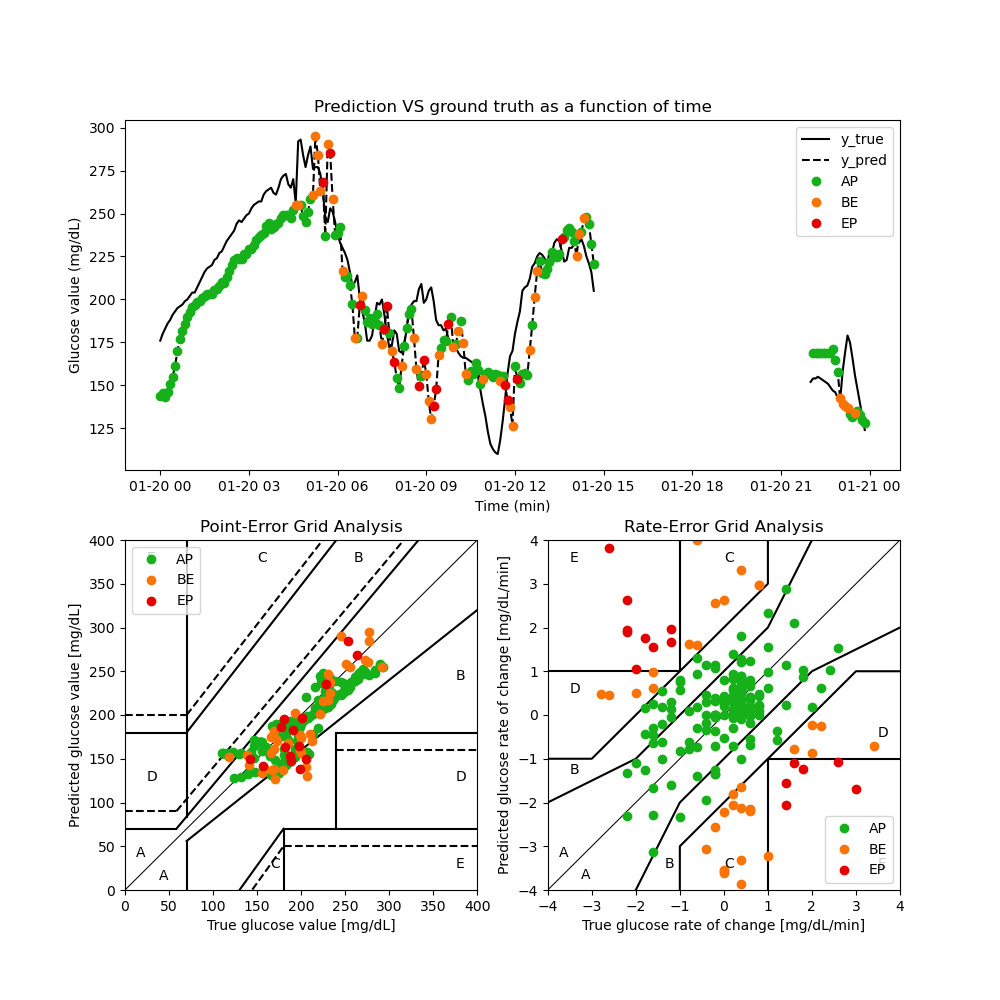 Prediction VS ground truth as a function of time
Glucose value (mg/dL)
300
275
250
225
200
175
150
125
y_true
y_pred
AP
BE
EP
01-20 00 01-20 03 01-20 06 01-20 09 01-20 12 01-20 15 01-20 18 01-20 21 01-21 00
Time (min)
Point-Error Grid Analysis
Predicted glucose value [mg/dL]
400
350
300
250
200
150
100
50
0
AP
BE
EP
E
C
B
B
D
D
A
A
C
E
0 50 100 150 200 250 300 350 400
True glucose value [mg/dL]
Rate-Error Grid Analysis
Predicted glucose rate of change [mg/dL/min]
4
3
2
1
0
−1
−2
−3
−4
E
C
D
D
B
A
A
B
C
E
AP
BE
EP
−4 −3 −2 −1 0 1 2 3 4
True glucose rate of change [mg/dL/min]